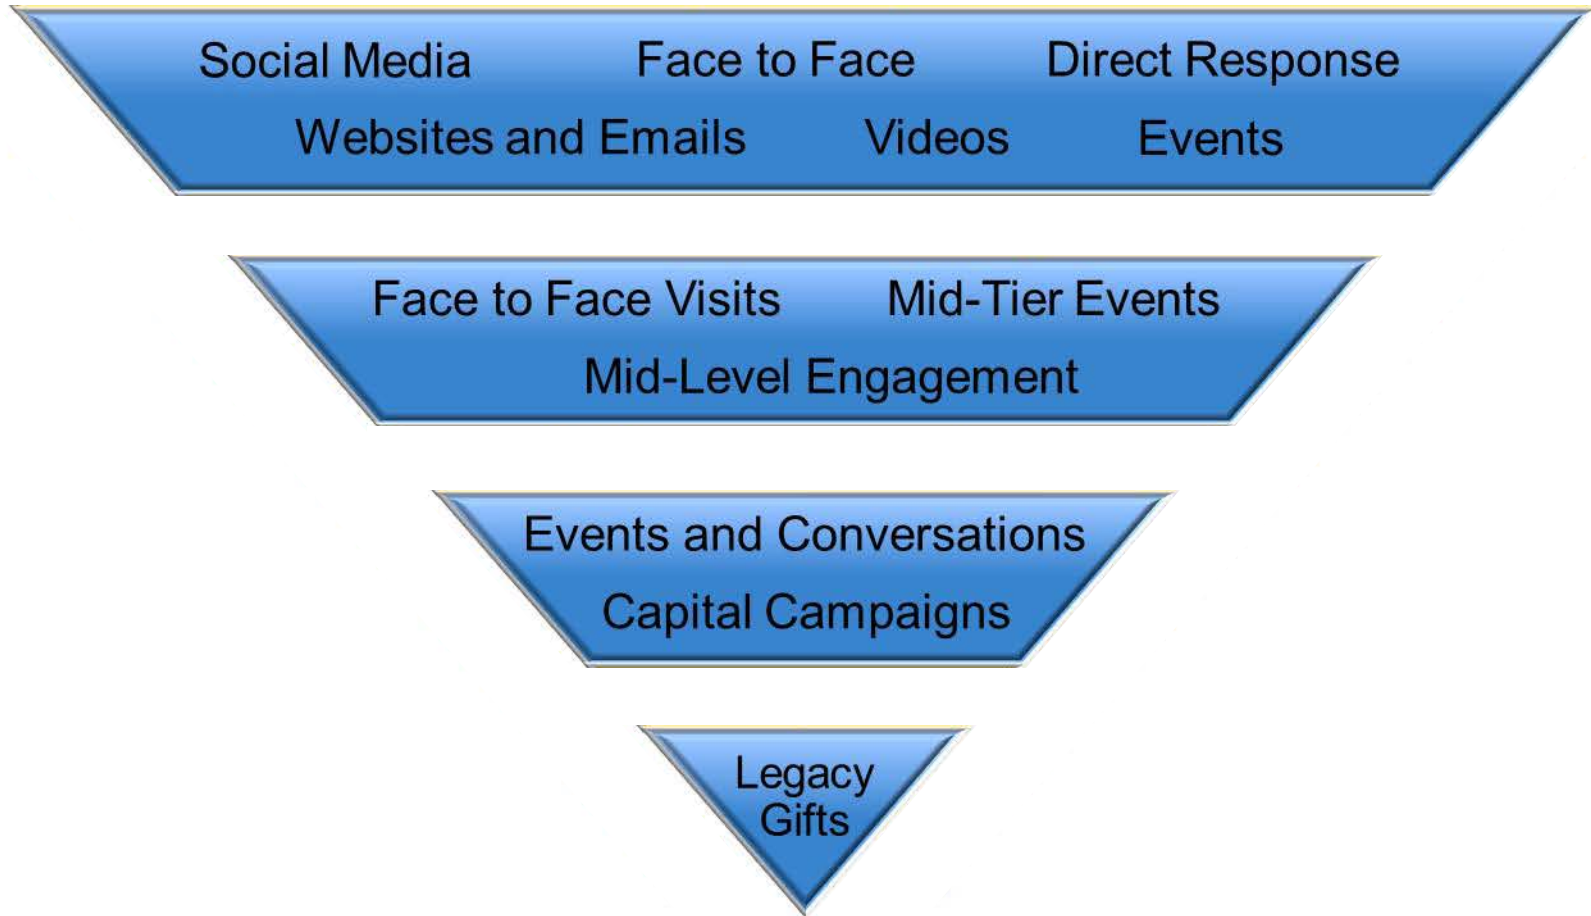 Social Media Face to Face Direct Response
Websites and Emails Videos Events
Face to Face Visits Mid-Tier Events
Mid-Level Engagement
Events and Conversations
Capital Campaigns
Legacy
Gifts